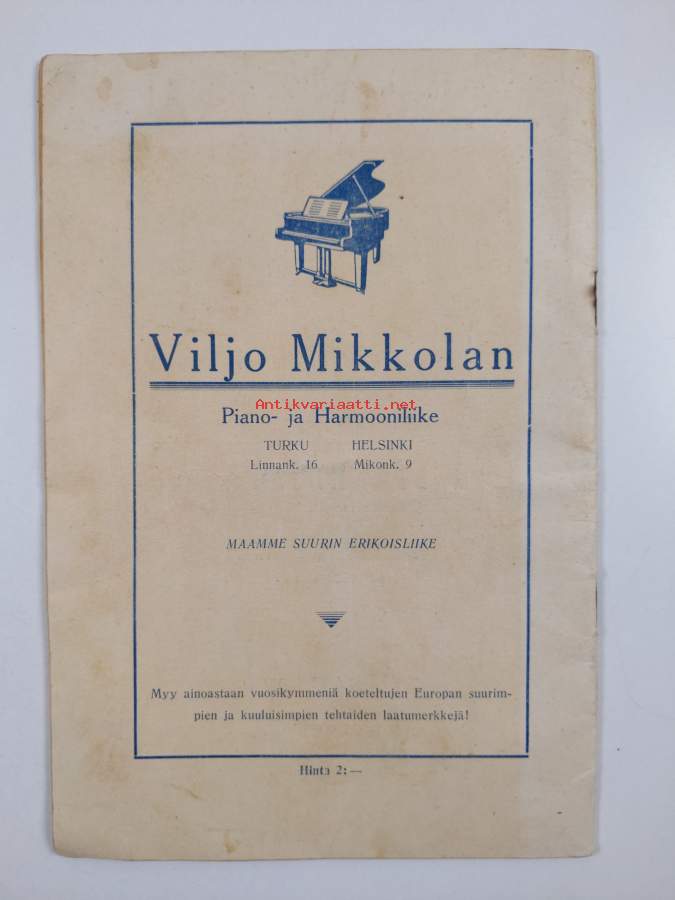 Viljo Mikkolan
Antikvariaatti.net
Piano- ja Harmooniliike
TURKU HELSINKI
Linnank. 16 Mikonk. 9
MAAMME SUURIN ERIKOISLIIKE
Myy ainoastaan vuosikymmeniä koeteltujen Europan suurim-
pien ja kuuluisimpien tehtaiden laatumerkkejä!
Hinta 2:—